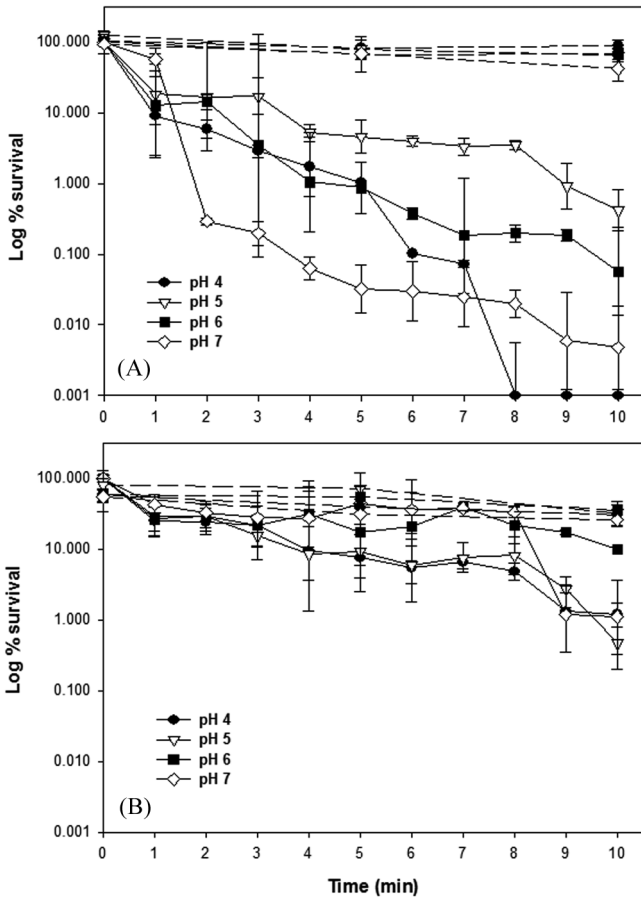 100.000
10.000
1.000
0.100
0.010
0.001
Log % survival
pH 4
pH 5
pH 6
pH 7
(A)
0 1 2 3 4 5 6 7 8 9 10
100.000
10.000
1.000
0.100
0.010
0.001
Log % survival
pH 4
pH 5
pH 6
pH 7
(B)
0 1 2 3 4 5 6 7 8 9 10
Time (min)